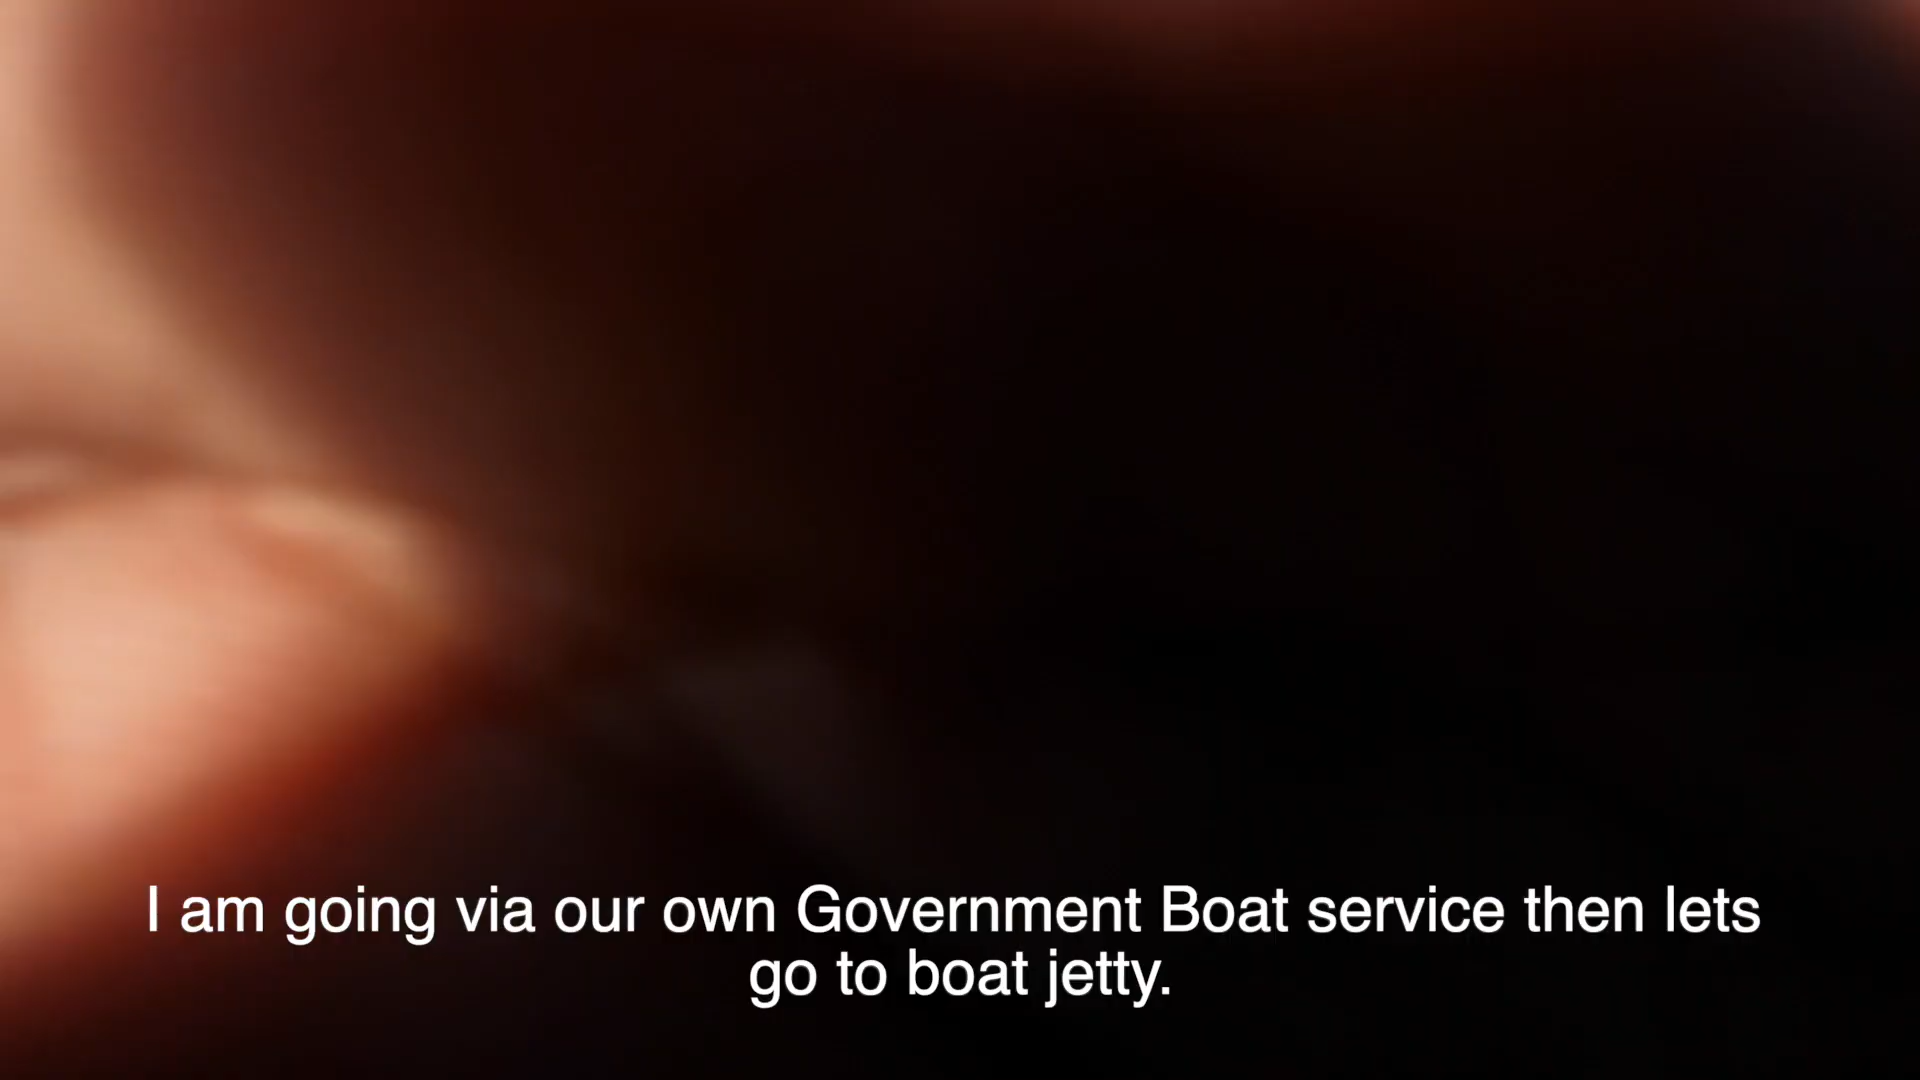 I am going via our own Government Boat service then lets
go to boat jetty.